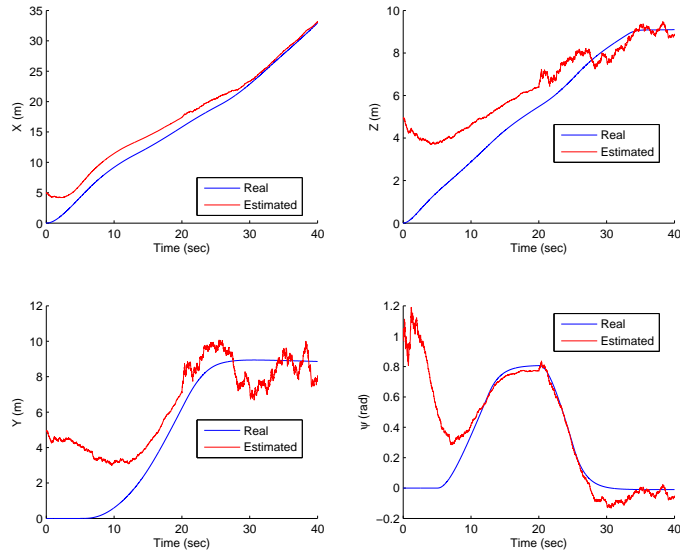 35
30
25
20
15
10
5
0
X (m)
0 10 20 30 40
Time (sec)
Real
Estimated
10
8
6
4
2
0
Z (m)
0 10 20 30 40
Time (sec)
Real
Estimated
12
10
8
6
4
2
0
Y (m)
0 10 20 30 40
Time (sec)
Real
Estimated
1.2
1
0.8
0.6
0.4
0.2
0
−0.2
ψ (rad)
0 10 20 30 40
Time (sec)
Real
Estimated